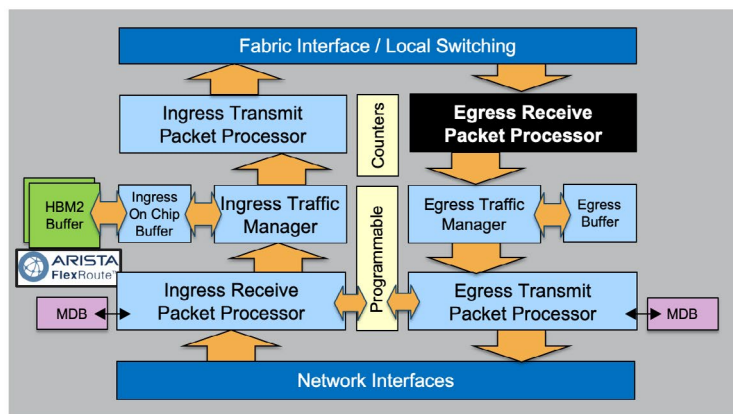 Fabric Interface / Local Switching
Ingress Transmit
Packet Processor
Counters
Egress Receive
Packet Processor
HBM2
Buffer
Ingress
On Chip
Buffer
Ingress Traffic
Manager
Programmable
Egress Traffic
Manager
Egress
Buffer
ARISTA
FlexRoute™
MDB
Ingress Receive
Packet Processor
Egress Transmit
Packet Processor
MDB
Network Interfaces